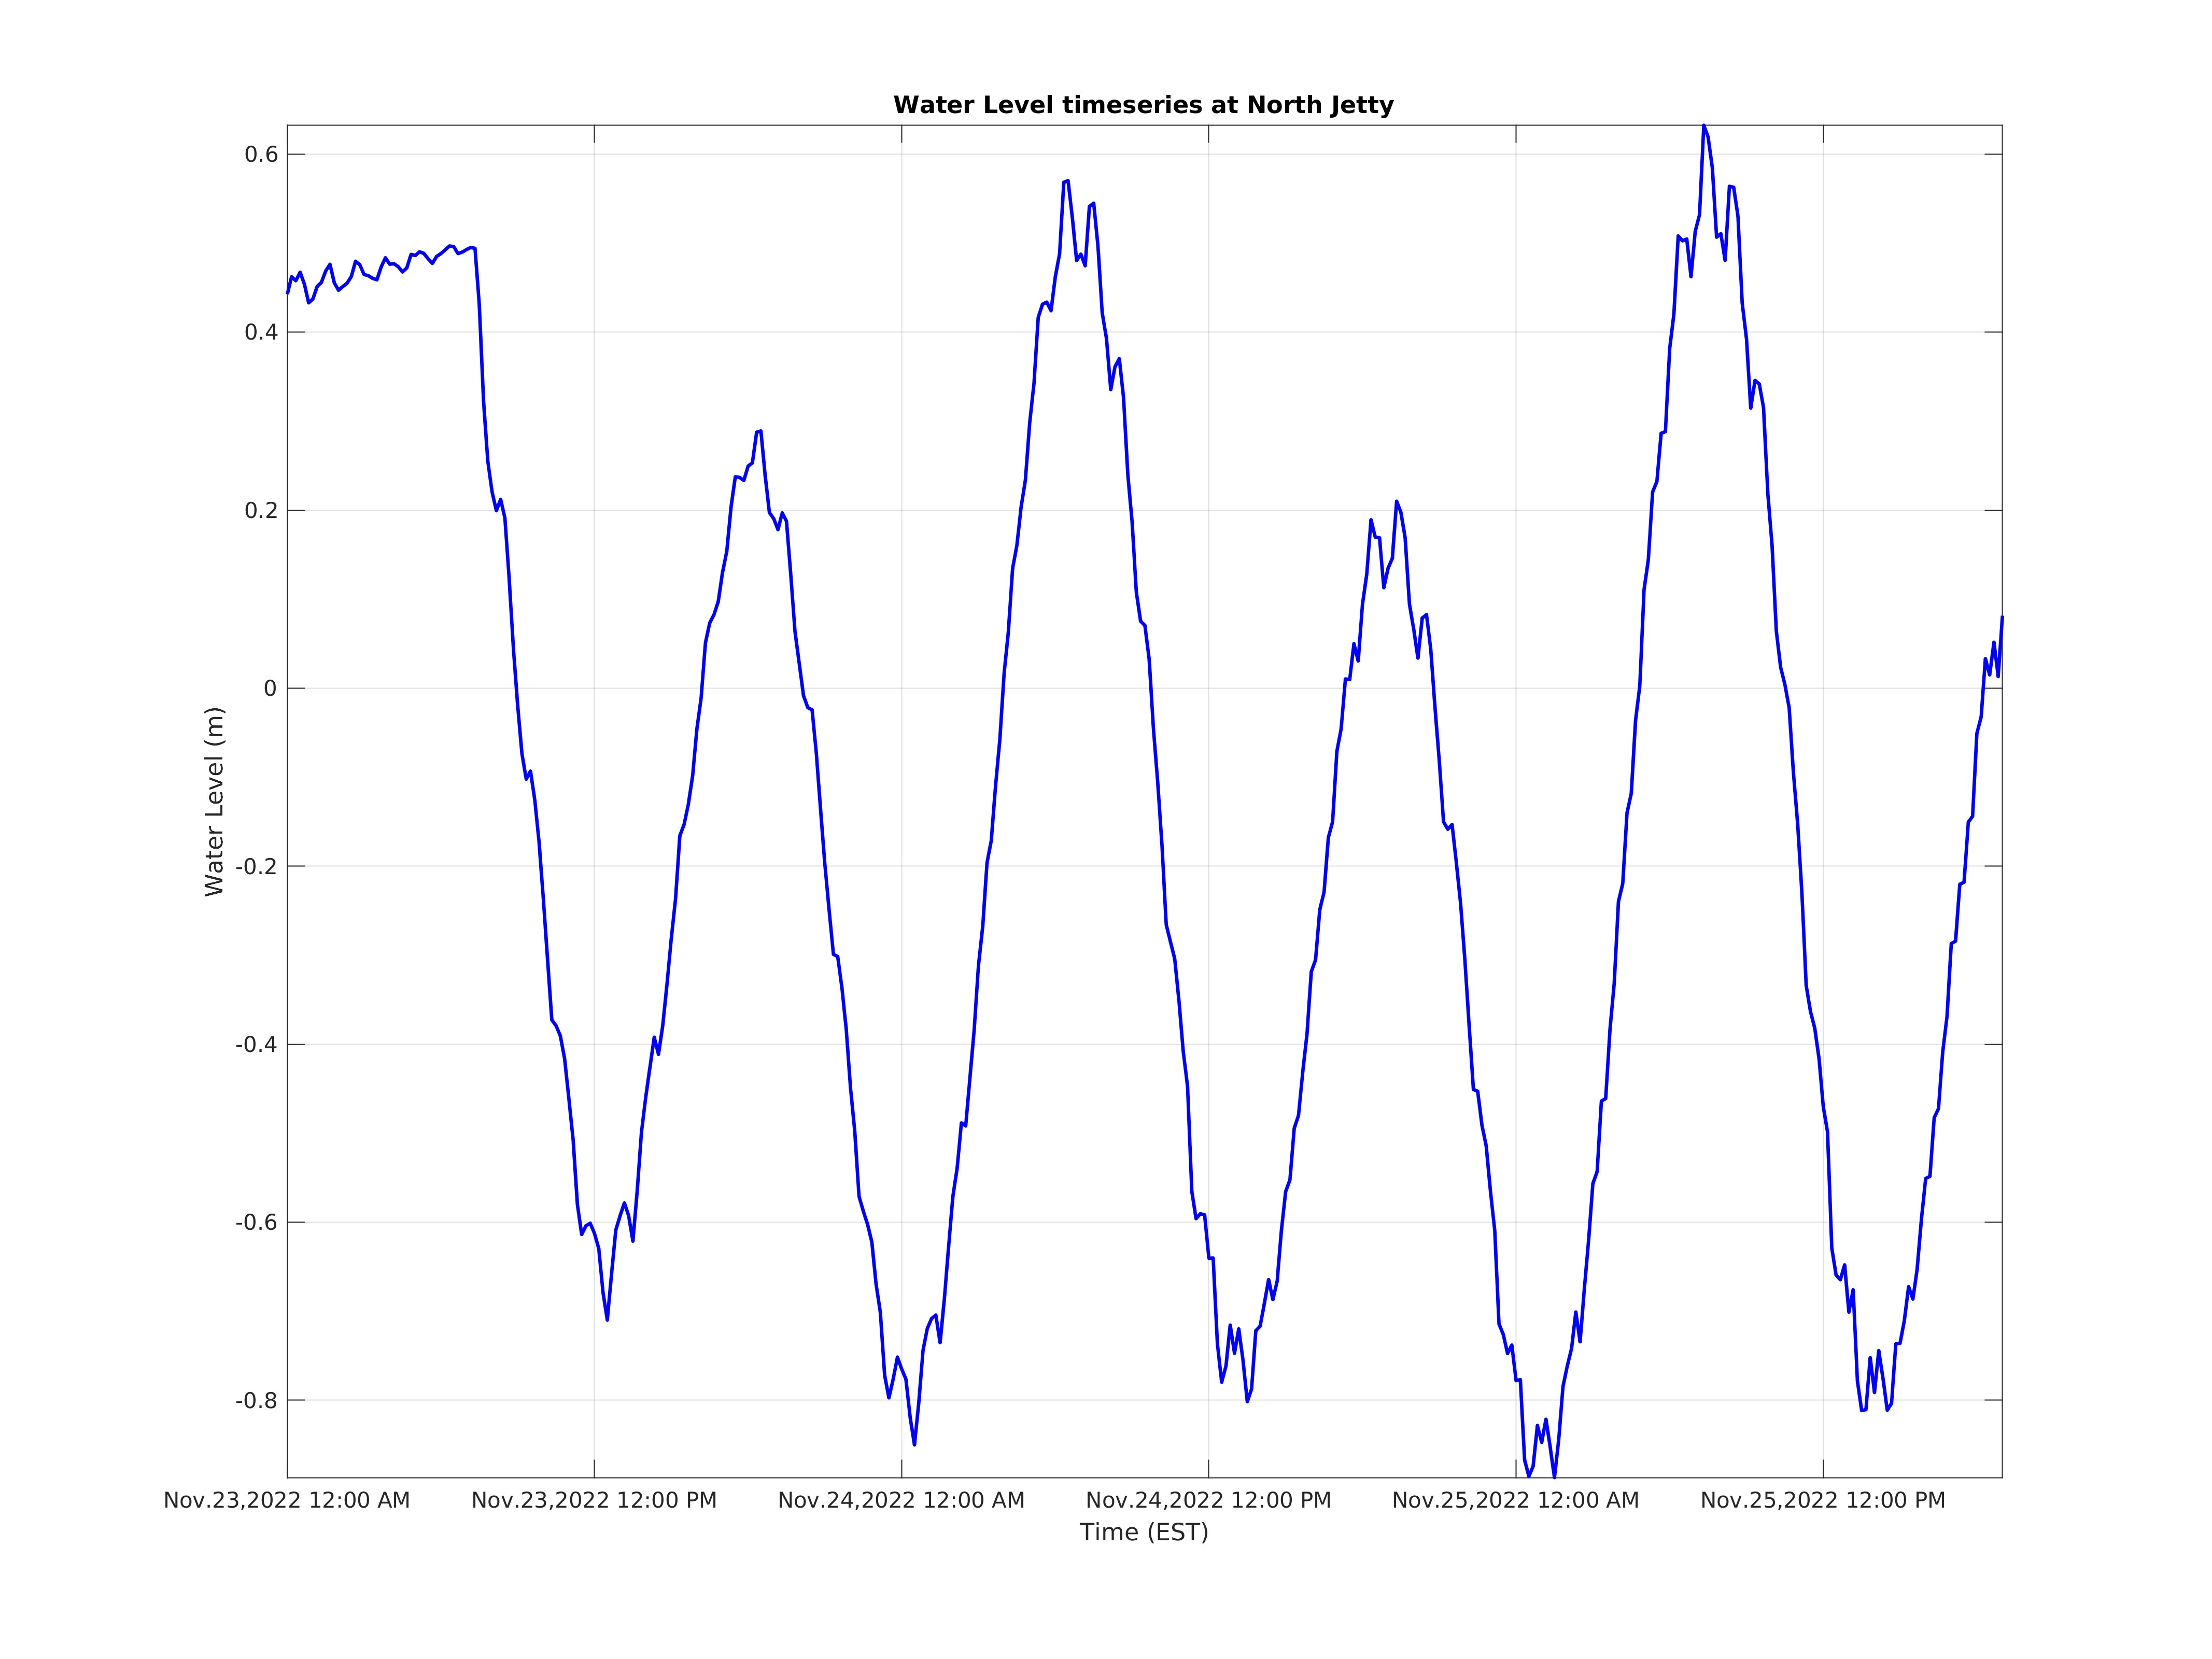 Water Level timeseries at North Jetty
0.6
0.4
0.2
0
-0.2
-0.4
-0.6
-0.8
Water Level (m)
Nov.23,2022 12:00 AM
Nov.23,2022 12:00 PM
Nov.24,2022 12:00 AM
Nov.24,2022 12:00 PM
Nov.25,2022 12:00 AM
Nov.25,2022 12:00 PM
Time (EST)